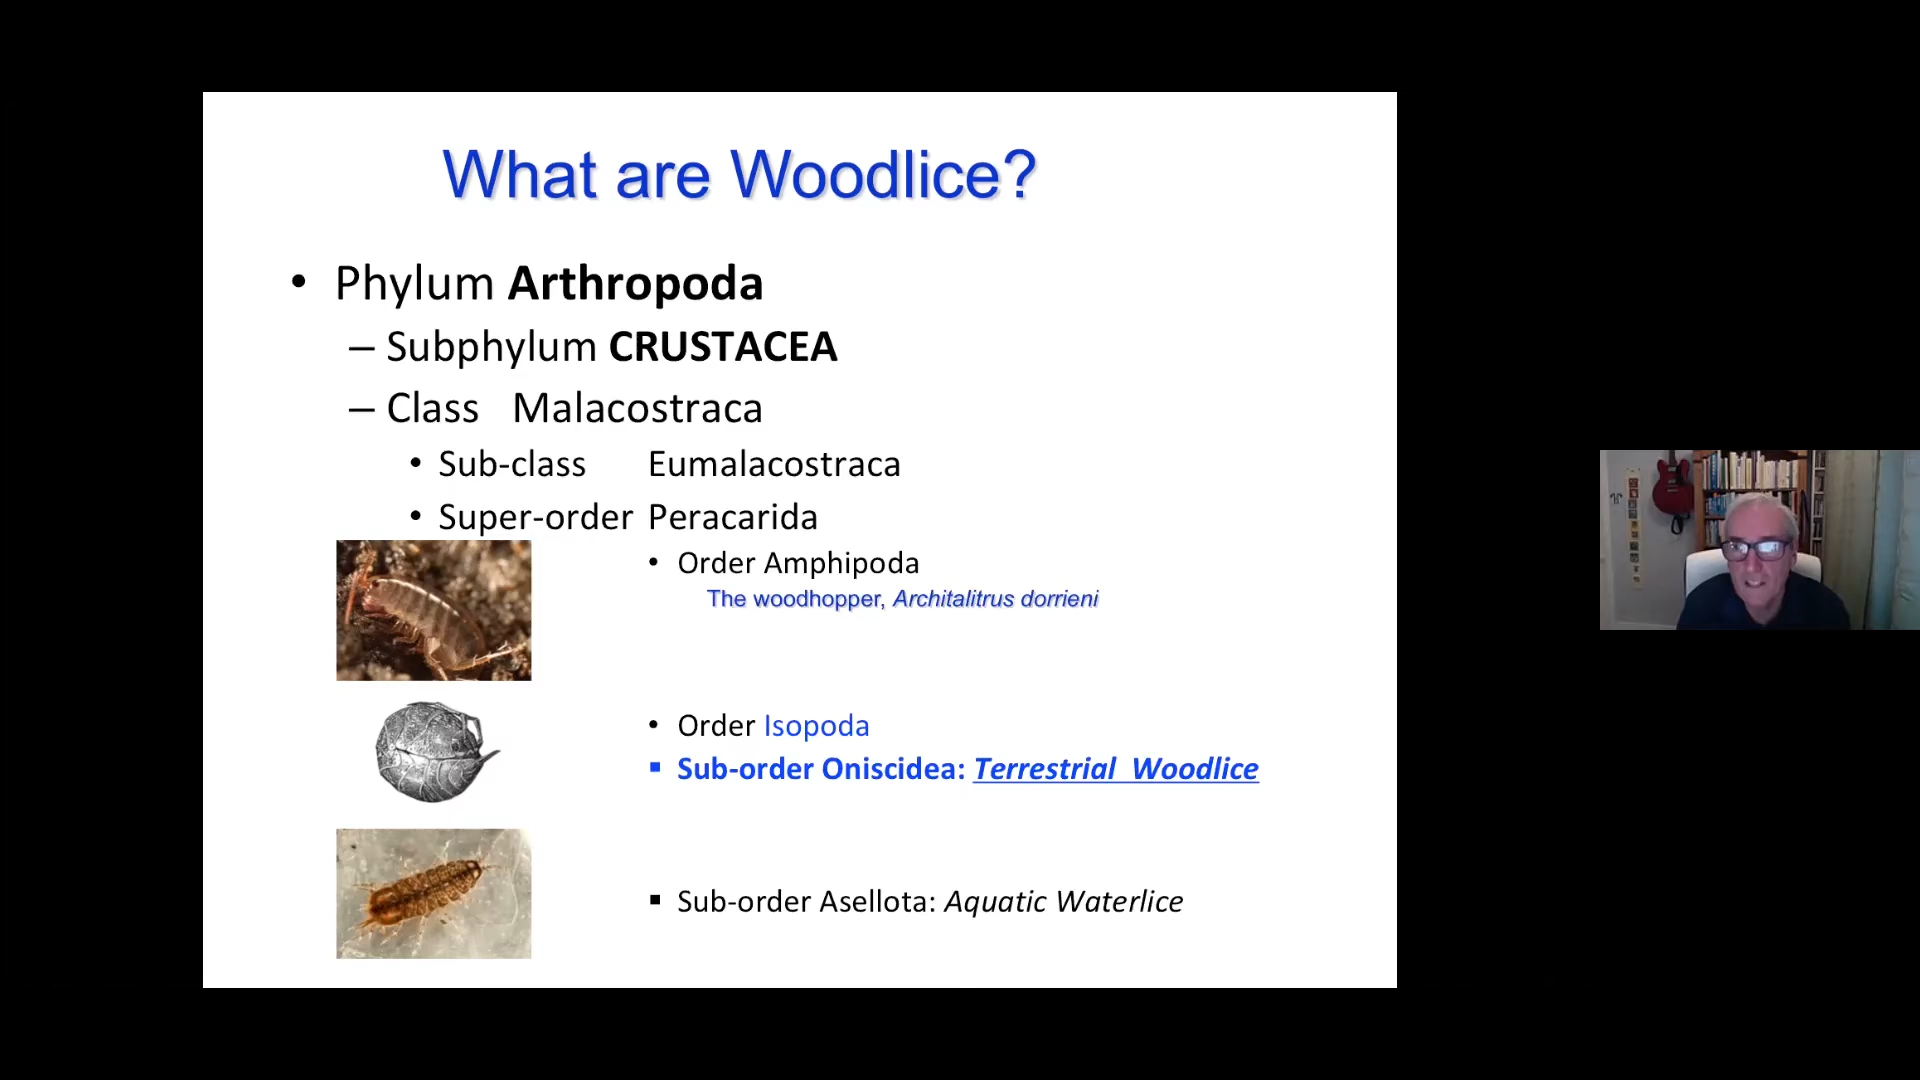 What are Woodlice?
• Phylum Arthropoda
– Subphylum CRUSTACEA
– Class Malacostraca
• Sub-class Eumalacostraca
• Super-order Peracarida
• Order Amphipoda
The woodhopper, Architalitrus dorrieni
• Order Isopoda
▪ Sub-order Oniscidea: Terrestrial Woodlice
▪ Sub-order Asellota: Aquatic Waterlice